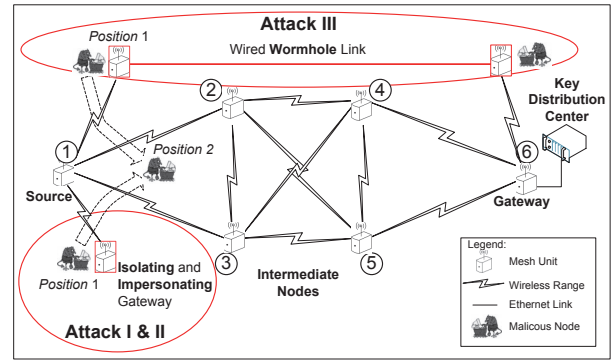 Attack III
Position 1
Wired Wormhole Link
2
4
Key
Distribution
Center
1
Position 2
6
Source
Gateway
Position 1
Isolating and
Impersonating
Gateway
3
Intermediate
Nodes
5
Attack I & II
Legend:
Mesh Unit
Wireless Range
Ethernet Link
Malicous Node